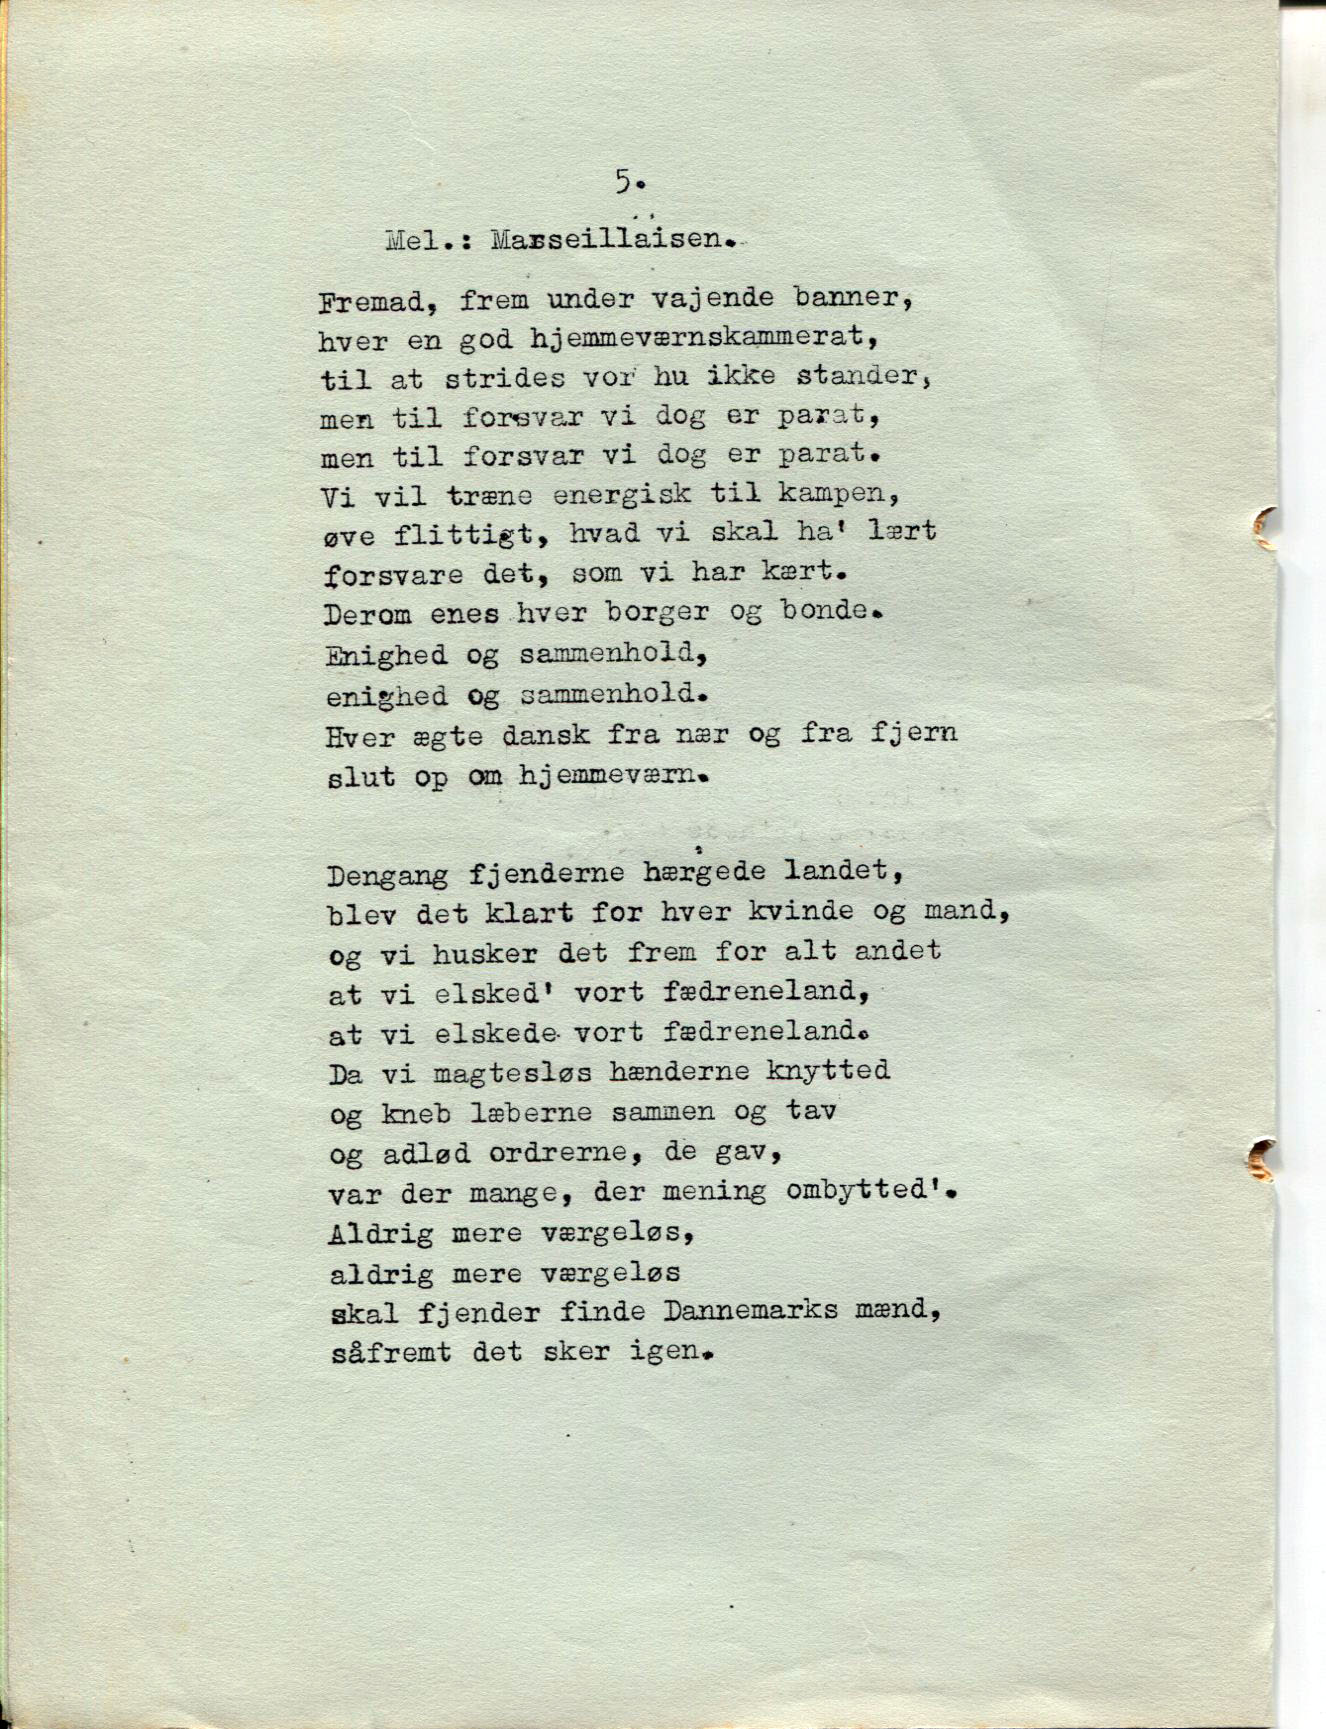 5.
Mel.: Marseillaisen.
Fremad, frem under vajende banner,
hver en god hjemmeværnskammerat,
til at strides vor hu ikke stander,
men til forsvar vi dog er parat,
men til forsvar vi dog er parat.
Vi vil træne energisk til kampen,
øve flittigt, hvad vi skal ha' lært
forsvare det, som vi har kært.
Derom enes hver borger og bonde.
Enighed og sammenhold,
enighed og sammenhold.
Hver ægte dansk fra nær og fra fjern
slut op om hjemmeværn.
Dengang fjenderne hærgede landet,
blev det klart for hver kvinde og mand,
og vi husker det frem for alt andet
at vi elsked' vort fædreneland,
at vi elskede vort fædreneland.
Da vi magtesløs hænderne knytted
og kneb læberne sammen og tav
og adlød ordrerne, de gav,
var der mange, der mening ombytted'.
Aldrig mere værgeløs,
aldrig mere værgeløs
skal fjender finde Dannemarks mænd,
såfremt det sker igen.